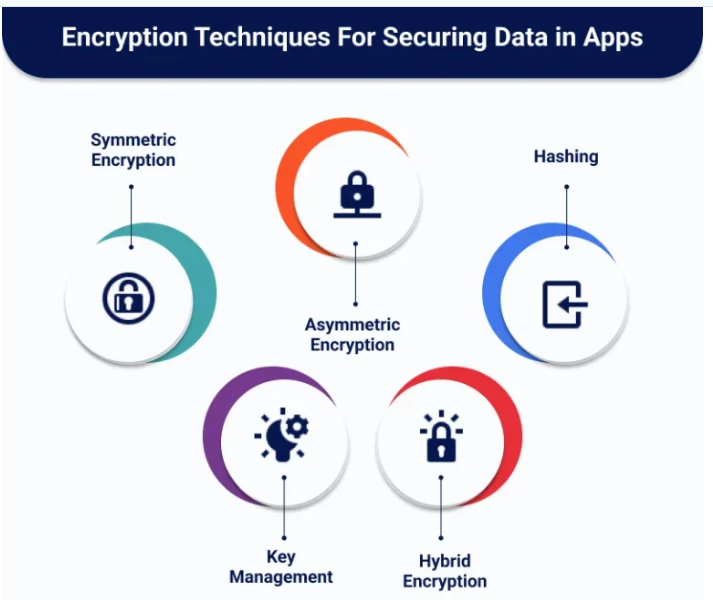 Encryption Techniques For Securing Data in Apps
Symmetric
Encryption
Asymmetric
Encryption
Hashing
Key
Management
Hybrid
Encryption